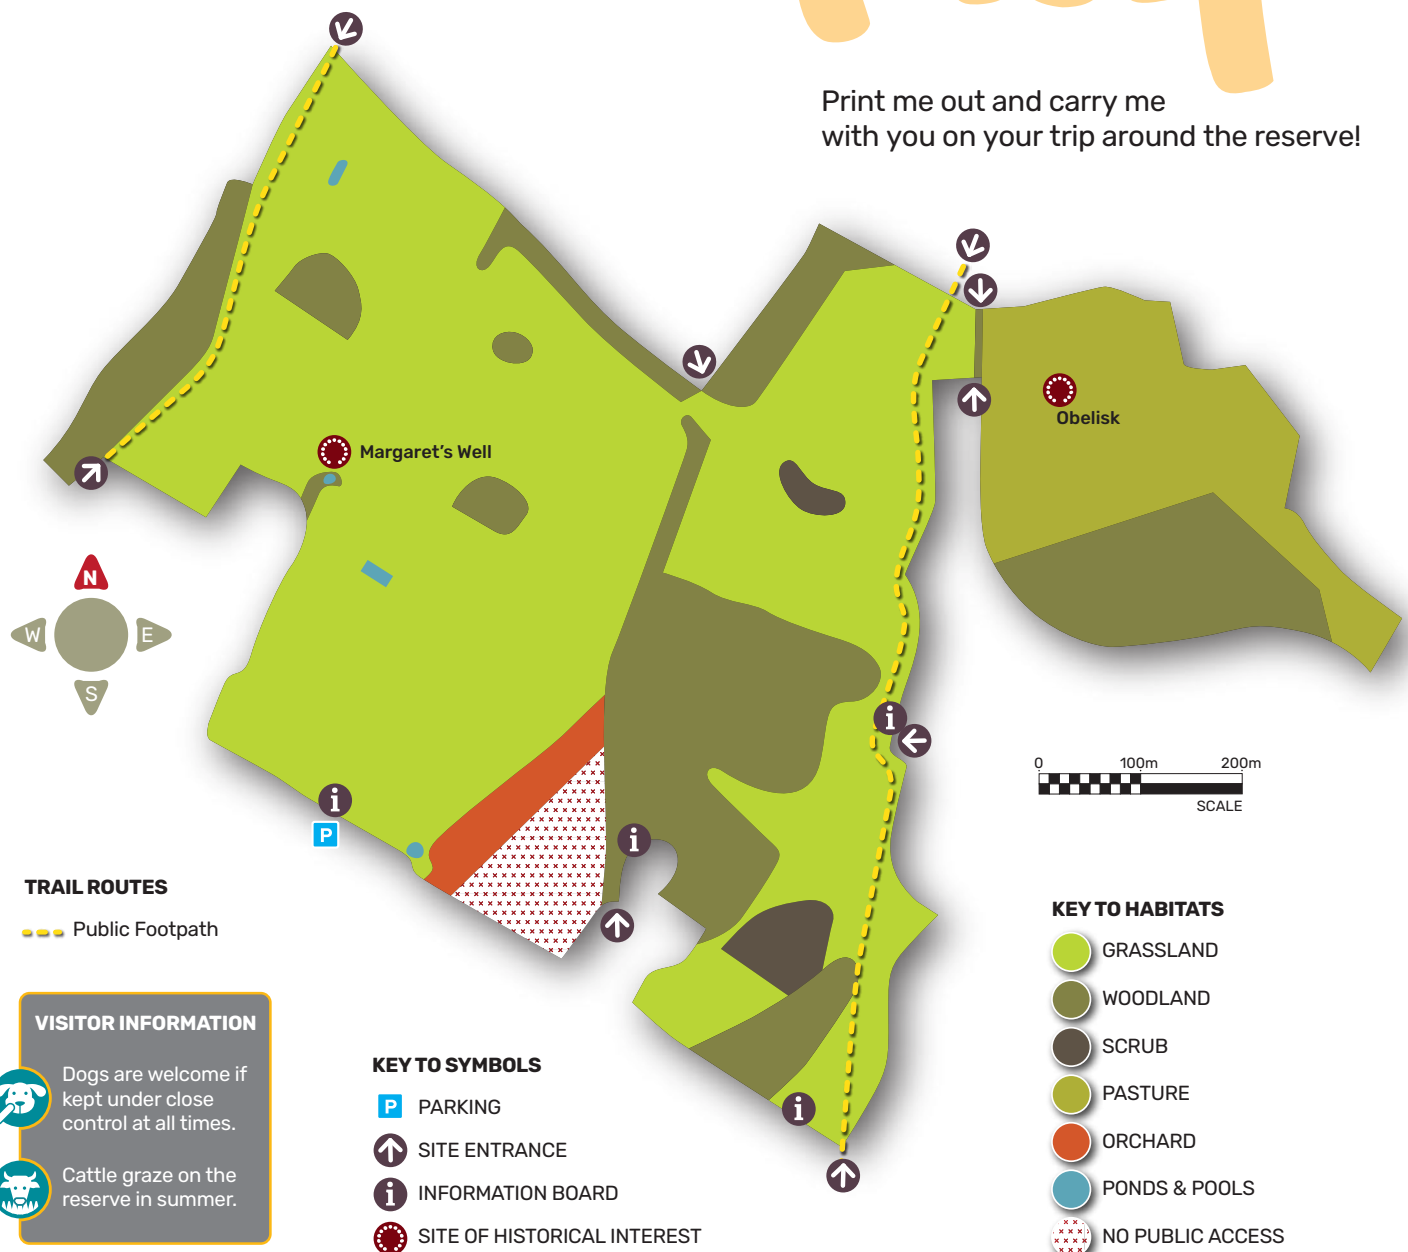 Print me out and carry me
with you on your trip around the reserve!
Obelisk
Margaret's Well
N
W
E
S
i
i
P
i
i
0 100m 200m
SCALE
TRAIL ROUTES
Public Footpath
VISITOR INFORMATION
Dogs are welcome if
kept under close
control at all times.
Cattle graze on the
reserve in summer.
KEY TO SYMBOLS
P PARKING
SITE ENTRANCE
i INFORMATION BOARD
SITE OF HISTORICAL INTEREST
KEY TO HABITATS
GRASSLAND
WOODLAND
SCRUB
PASTURE
ORCHARD
PONDS & POOLS
NO PUBLIC ACCESS